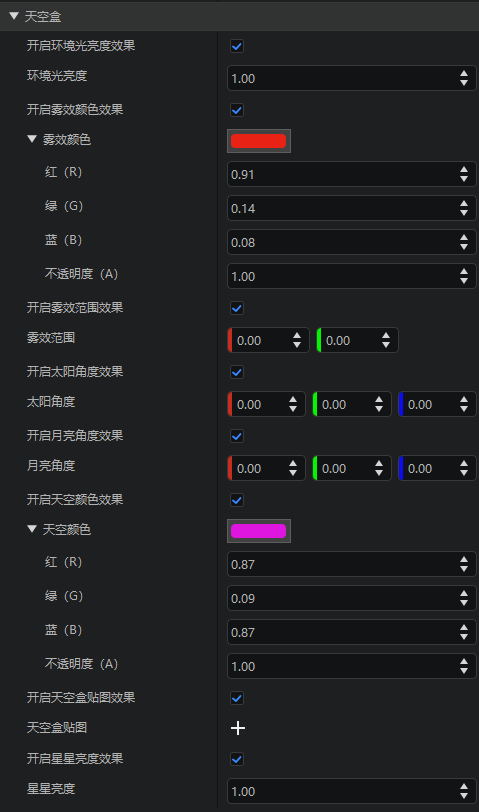 天空盒
开启环境光亮度效果
环境光亮度 1.00
开启雾效颜色效果
雾效颜色
红（R） 0.91
绿（G） 0.14
蓝（B） 0.08
不透明度（A） 1.00
开启雾效范围效果
雾效范围 0.00 0.00
开启太阳角度效果
太阳角度 0.00 0.00 0.00
开启月亮角度效果
月亮角度 0.00 0.00 0.00
开启天空颜色效果
天空颜色
红（R） 0.87
绿（G） 0.09
蓝（B） 0.87
不透明度（A） 1.00
开启天空盒贴图效果
天空盒贴图
开启星星亮度效果
星星亮度 1.00